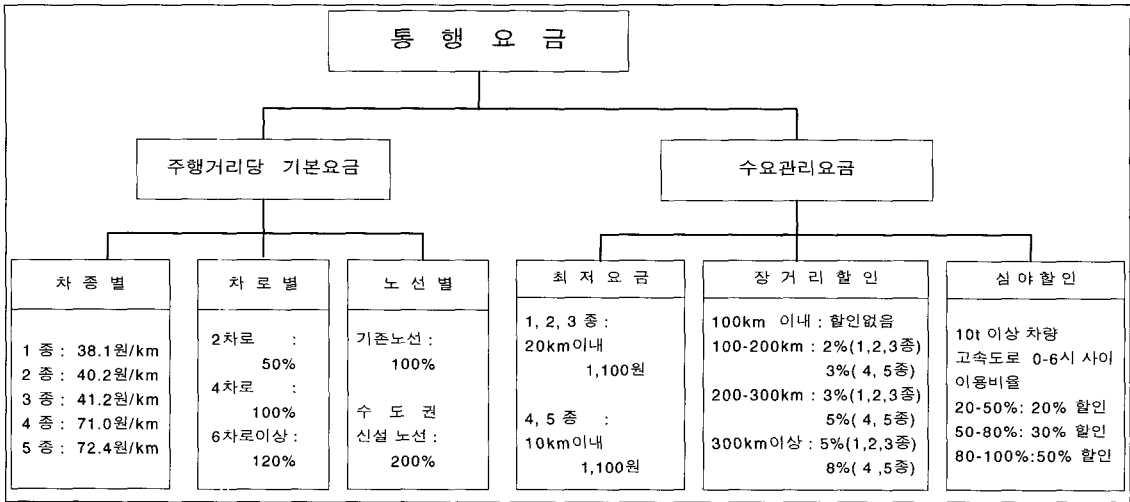 통 행 요 금
주행거리당 기본요금
수요관리요금
차 종 별
1 종 : 38.1원/km
2 종 : 40.2원/km
3 종 : 41.2원/km
4 종 : 71.0원/km
5 종 : 72.4원/km
차 로 별
2차로 :
50%
4차로 :
100%
6차로이상 :
120%
노 선 별
기존노선 :
100%
수 도 권
신설 노선 :
200%
최 저 요 금
1, 2, 3 종 :
20km이내
1,100원
4, 5 종 :
10km이내
1,100원
장 거 리 할 인
100km 이내 : 할인없음
100-200km : 2%(1,2,3종)
3%( 4, 5종)
200-300km : 3%(1,2,3종)
5%( 4, 5종)
300km이상 : 5%(1,2,3종)
8%( 4 ,5종)
심 야 할 인
10t 이상 차량
고속도로 0-6시 사이
이용비율
20-50%: 20% 할인
50-80%: 30% 할인
80-100%:50% 할인